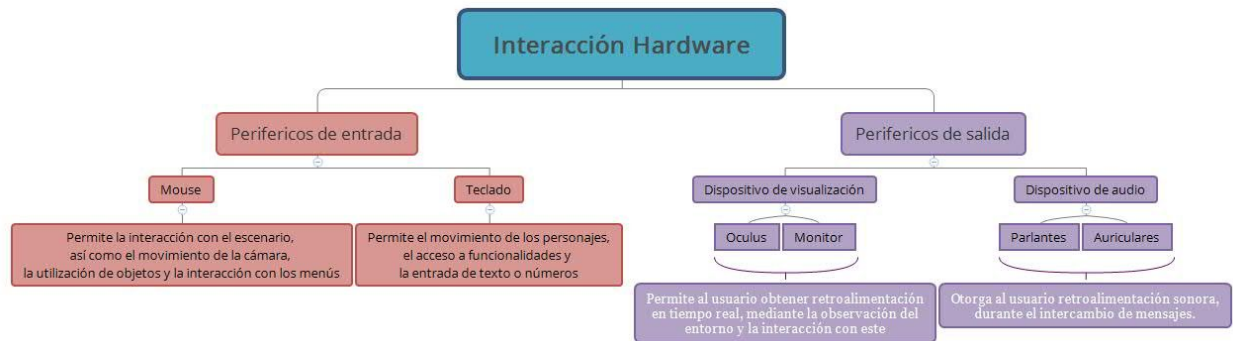 Interacción Hardware
Perifericos de entrada
Perifericos de salida
Mouse
Teclado
Dispositivo de visualización
Dispositivo de audio
Permite la interacción con el escenario,
así como el movimiento de la cámara,
la utilización de objetos y la interacción con los menús
Permite el movimiento de los personajes,
el acceso a funcionalidades y
la entrada de texto o números
Oculus
Monitor
Parlantes
Auriculares
Permite al usuario obtener retroalimentación
en tiempo real, mediante la observación del
entorno y la interacción con este
Otorga al usuario retroalimentación sonora,
durante el intercambio de mensajes.